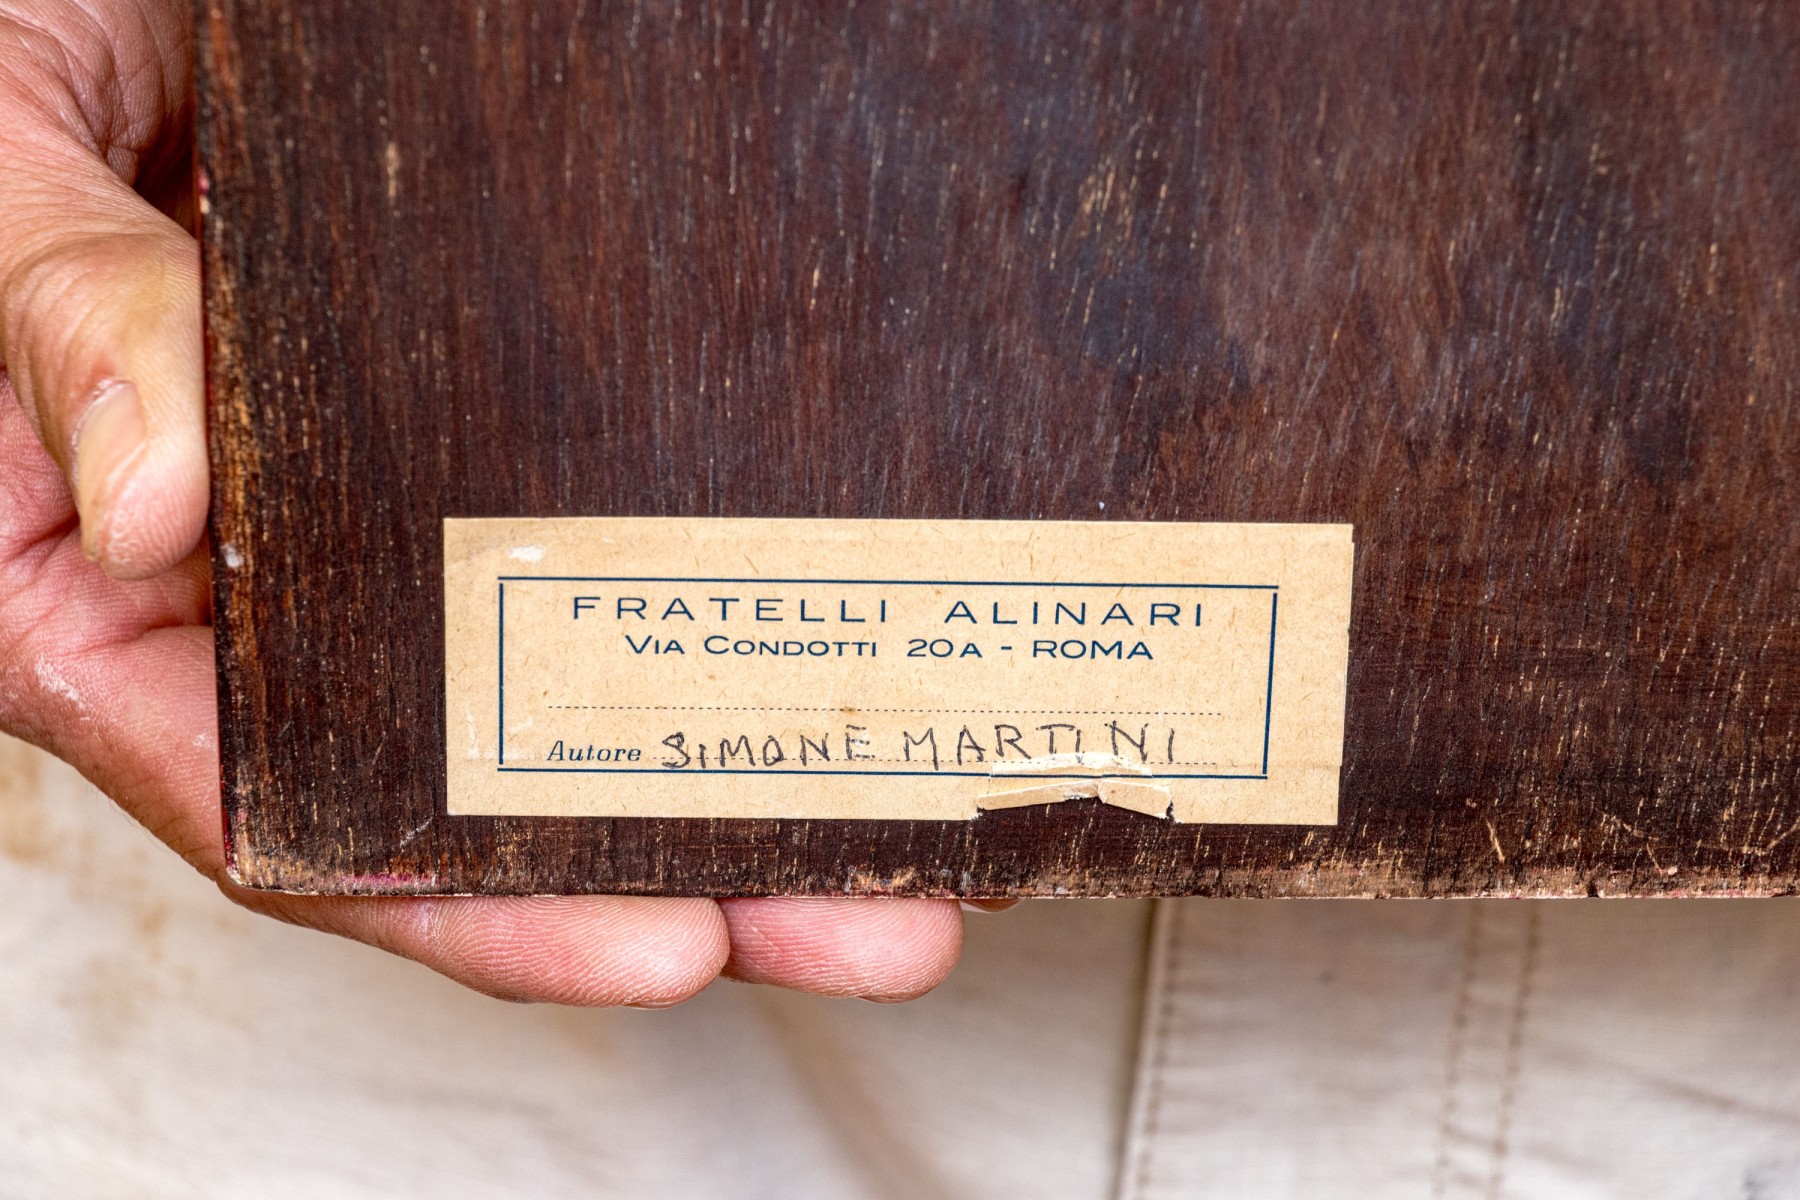 FRATELLI ALINARI
VIA CONDOTTI 20A - ROMA
Autore SIMONE MARTINI